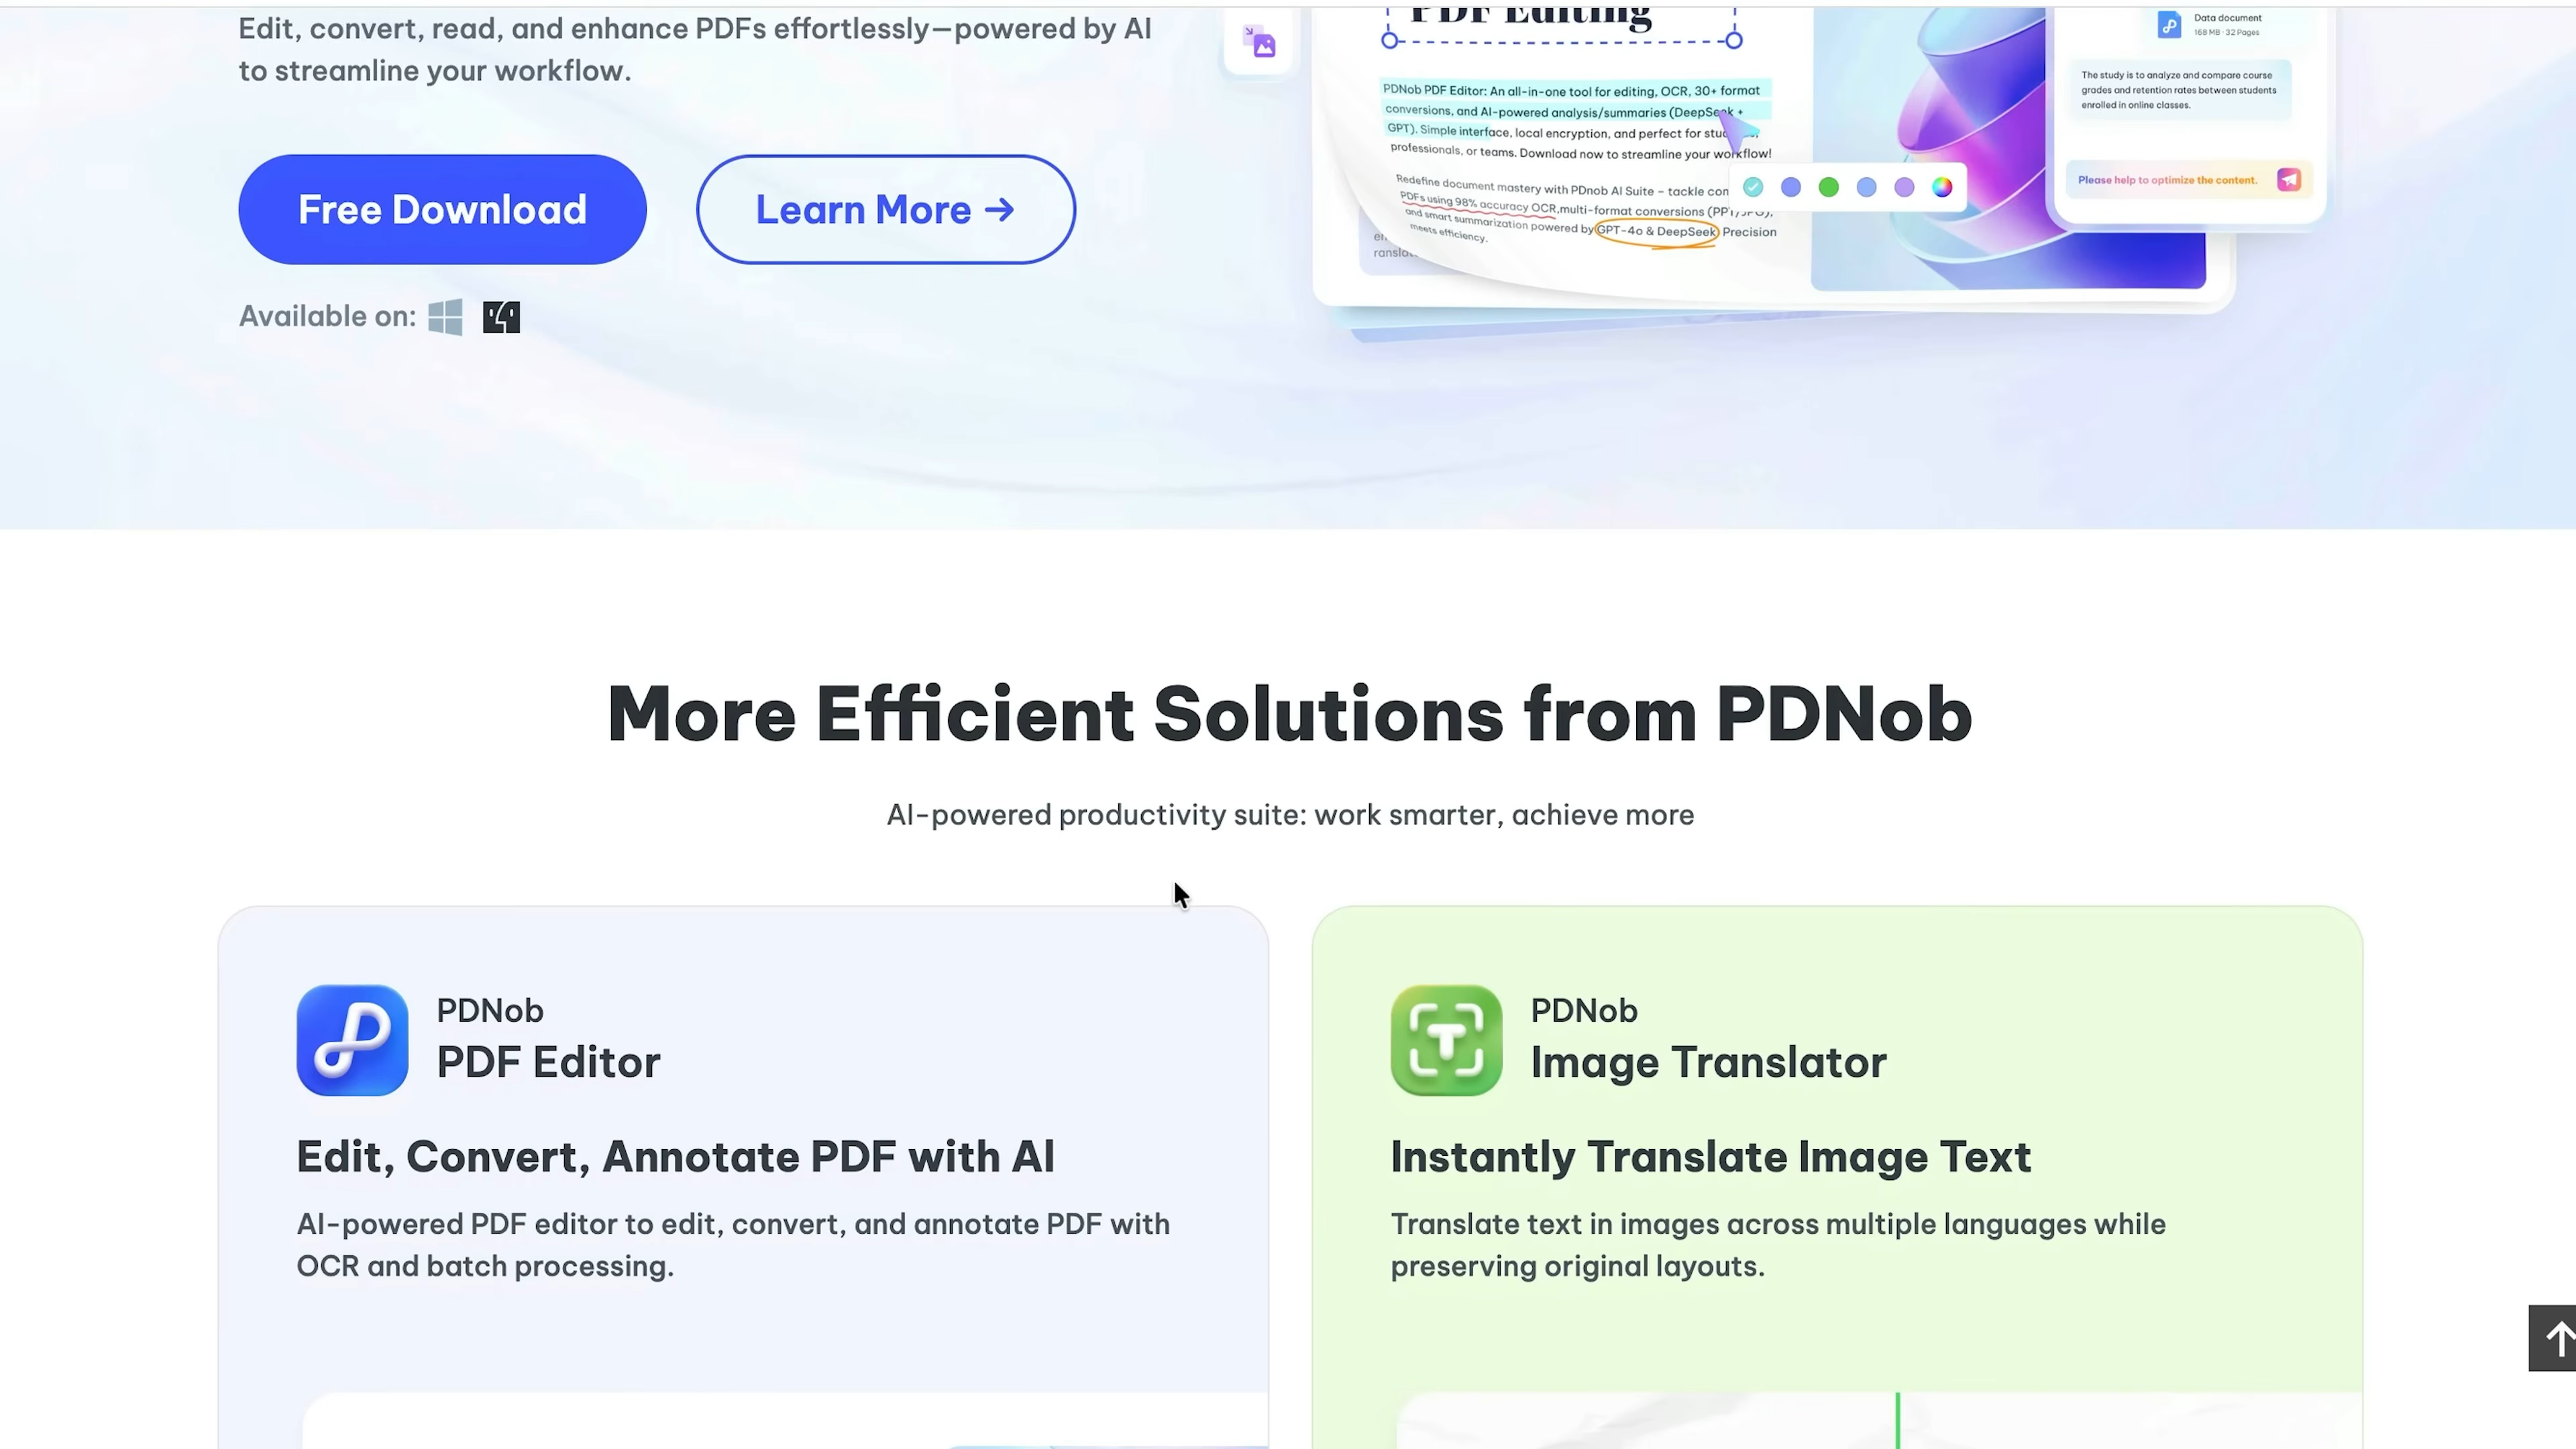 Edit, convert, read, and enhance PDFs effortlessly—powered by AI
to streamline your workflow.
Free Download
Learn More →
Available on:
PDF Editing
PDNob PDF Editor: An all-in-one tool for editing, OCR, 30+ format
conversions, and AI-powered analysis/summaries (DeepSeek +
GPT). Simple interface, local encryption, and perfect for
professionals, or teams. Download now to streamline your workflow!
Redefine document mastery with PDnob AI Suite – tackle
PDFs using 98% accuracy OCR,multi-format conversions
and smart summarization powered by GPT-4o & DeepSeek Precision
meets efficiency.
Data document
168 MB · 32 Pages
The study is to analyze and compare course
grades and retention rates between students
enrolled in online classes.
Please help to optimize the content.
More Efficient Solutions from PDNob
AI-powered productivity suite: work smarter, achieve more
PDNob
PDF Editor
Edit, Convert, Annotate PDF with AI
AI-powered PDF editor to edit, convert, and annotate PDF with
OCR and batch processing.
PDNob
Image Translator
Instantly Translate Image Text
Translate text in images across multiple languages while
preserving original layouts.